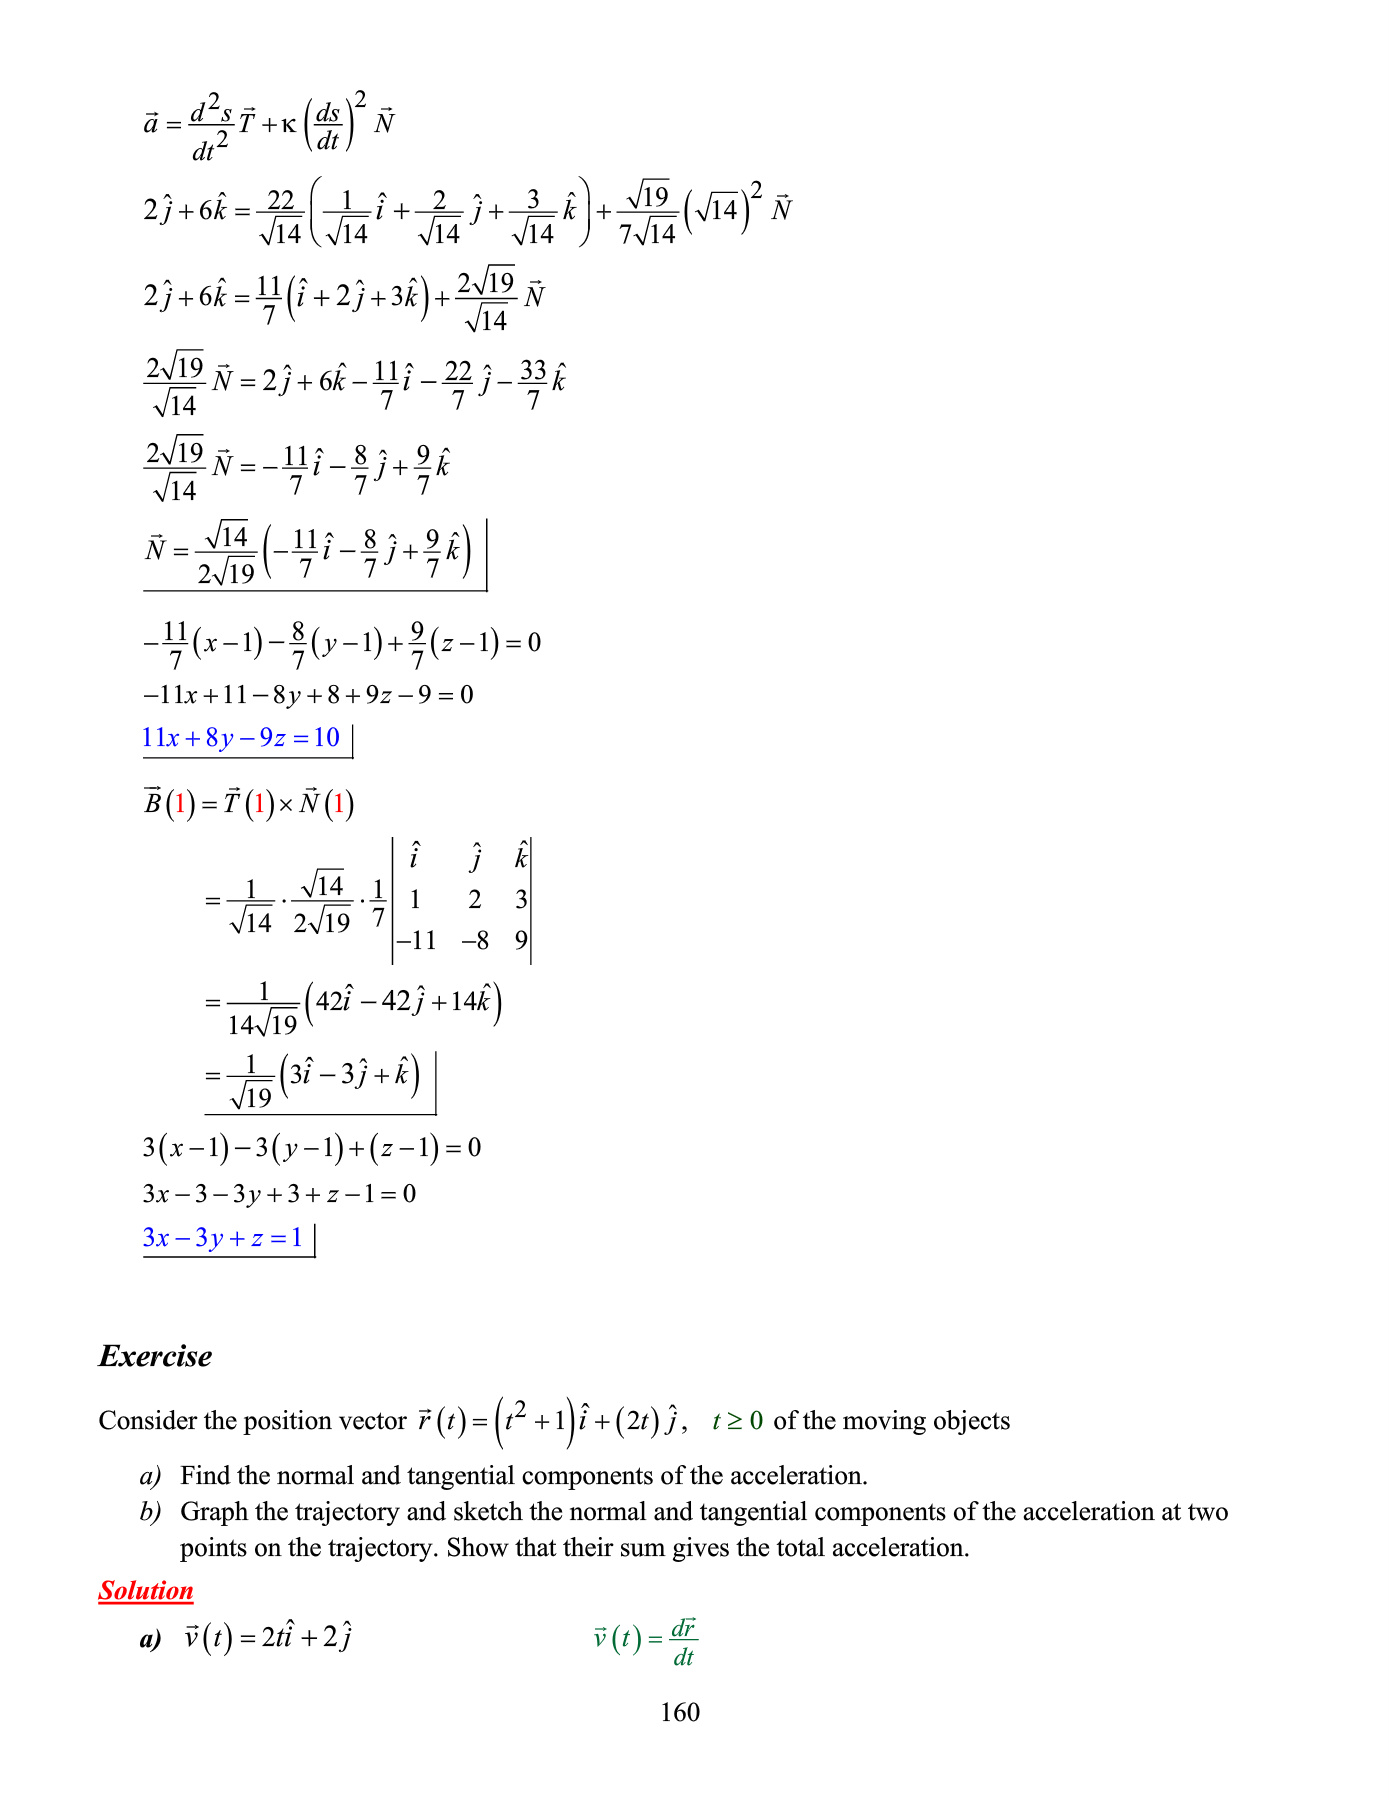 \vec{a} = \frac{d^2 s}{dt^2} \vec{T} + \kappa \left( \frac{ds}{dt} \right)^2 \vec{N}
2\hat{j} + 6\hat{k} = \frac{22}{\sqrt{14}} \left( \frac{1}{\sqrt{14}} \hat{i} + \frac{2}{\sqrt{14}} \hat{j} + \frac{3}{\sqrt{14}} \hat{k} \right) + \frac{\sqrt{19}}{7\sqrt{14}} \left( \sqrt{14} \right)^2 \vec{N}
2\hat{j} + 6\hat{k} = \frac{11}{7} \left( \hat{i} + 2\hat{j} + 3\hat{k} \right) + \frac{2\sqrt{19}}{\sqrt{14}} \vec{N}
\frac{2\sqrt{19}}{\sqrt{14}} \vec{N} = 2\hat{j} + 6\hat{k} - \frac{11}{7} \hat{i} - \frac{22}{7} \hat{j} - \frac{33}{7} \hat{k}
\frac{2\sqrt{19}}{\sqrt{14}} \vec{N} = -\frac{11}{7} \hat{i} - \frac{8}{7} \hat{j} + \frac{9}{7} \hat{k}
\vec{N} = \frac{\sqrt{14}}{2\sqrt{19}} \left( -\frac{11}{7} \hat{i} - \frac{8}{7} \hat{j} + \frac{9}{7} \hat{k} \right)
-\frac{11}{7}(x-1) - \frac{8}{7}(y-1) + \frac{9}{7}(z-1) = 0
-11x + 11 - 8y + 8 + 9z - 9 = 0
11x + 8y - 9z = 10
\vec{B}(1) = \vec{T}(1) \times \vec{N}(1)
= \frac{1}{\sqrt{14}} \cdot \frac{\sqrt{14}}{2\sqrt{19}} \cdot \frac{1}{7} \begin{vmatrix} \hat{i} & \hat{j} & \hat{k} \\ 1 & 2 & 3 \\ -11 & -8 & 9 \end{vmatrix}
= \frac{1}{14\sqrt{19}} \left( 42\hat{i} - 42\hat{j} + 14\hat{k} \right)
= \frac{1}{\sqrt{19}} \left( 3\hat{i} - 3\hat{j} + \hat{k} \right)
3(x-1) - 3(y-1) + (z-1) = 0
3x - 3 - 3y + 3 + z - 1 = 0
3x - 3y + z = 1
Exercise
Consider the position vector \vec{r}(t) = \left( t^2 + 1 \right) \hat{i} + (2t) \hat{j}, t \geq 0 of the moving objects
a) Find the normal and tangential components of the acceleration.
b) Graph the trajectory and sketch the normal and tangential components of the acceleration at two
points on the trajectory. Show that their sum gives the total acceleration.
Solution
a) \vec{v}(t) = 2t\hat{i} + 2\hat{j} \vec{v}(t) = \frac{d\vec{r}}{dt}
160